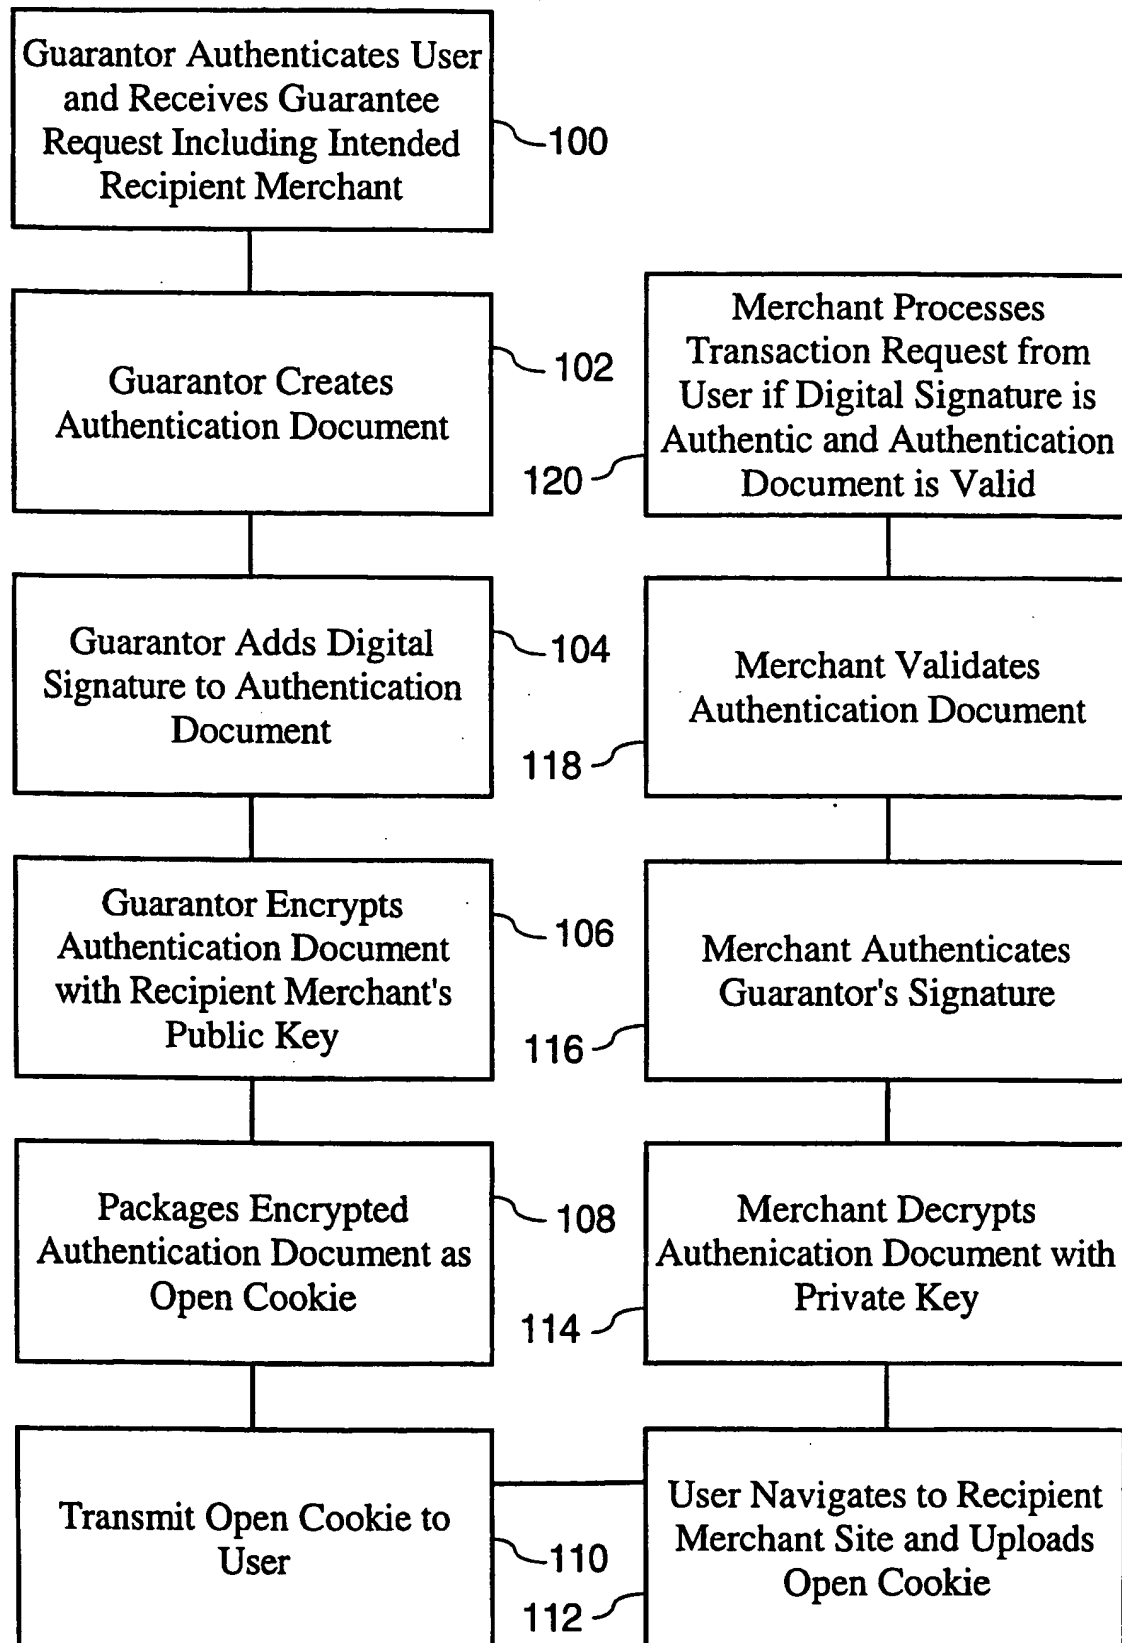 Guarantor Authenticates User
and Receives Guarantee
Request Including Intended
Recipient Merchant
100
Guarantor Creates
Authentication Document
102
Guarantor Adds Digital
Signature to Authentication
Document
104
Guarantor Encrypts
Authentication Document
with Recipient Merchant's
Public Key
106
Packages Encrypted
Authentication Document as
Open Cookie
108
Transmit Open Cookie to
User
110
User Navigates to Recipient
Merchant Site and Uploads
Open Cookie
112
Merchant Decrypts
Authenication Document with
Private Key
114
Merchant Authenticates
Guarantor's Signature
116
Merchant Validates
Authentication Document
118
Merchant Processes
Transaction Request from
User if Digital Signature is
Authentic and Authentication
Document is Valid
120